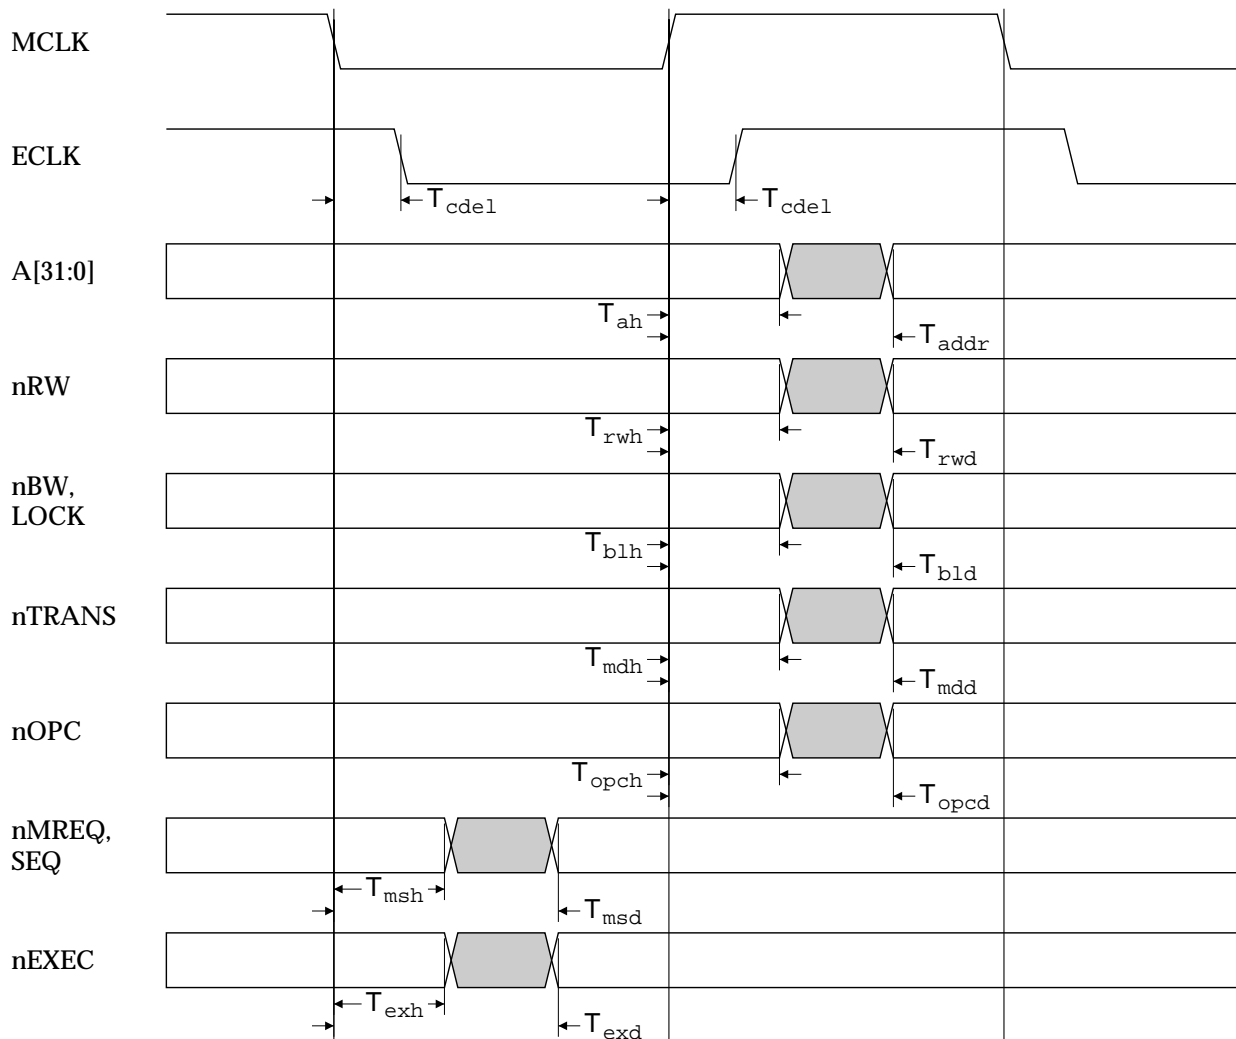 MCLK
ECLK
Tcdel Tcdel
A[31:0]
Tah
Taddr
nRW
Trwh
Trwd
nBW,
LOCK
Tblh
Tbld
nTRANS
Tmdh
Tmdd
nOPC
Topch
Topcd
nMREQ,
SEQ
Tmsh
Tmsd
nEXEC
Texh
Texd